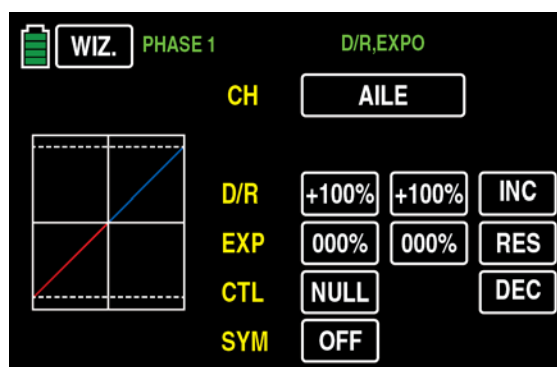 WIZ. PHASE 1 D/R,EXPO
CH AILE
D/R +100% +100% INC
EXP 000% 000% RES
CTL NULL DEC
SYM OFF